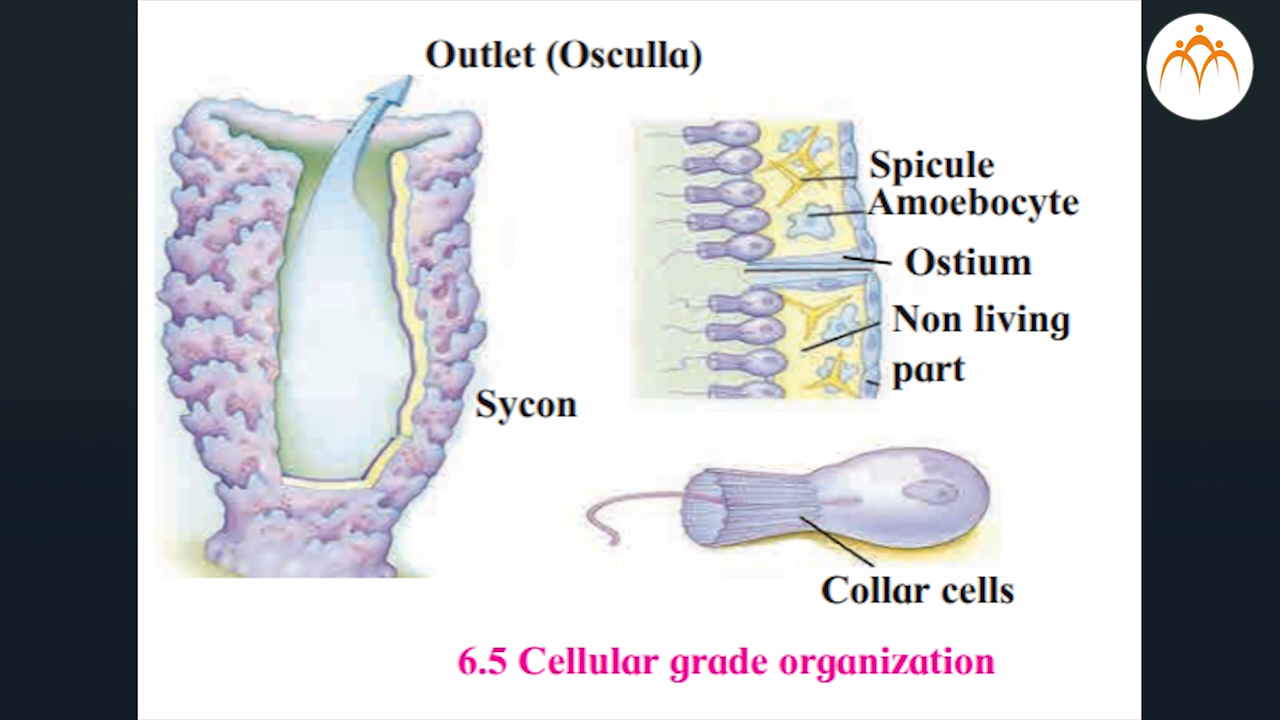 Outlet (Osculla)
Spicule
Amoebocyte
Ostium
Non living
part
Sycon
Collar cells
6.5 Cellular grade organization